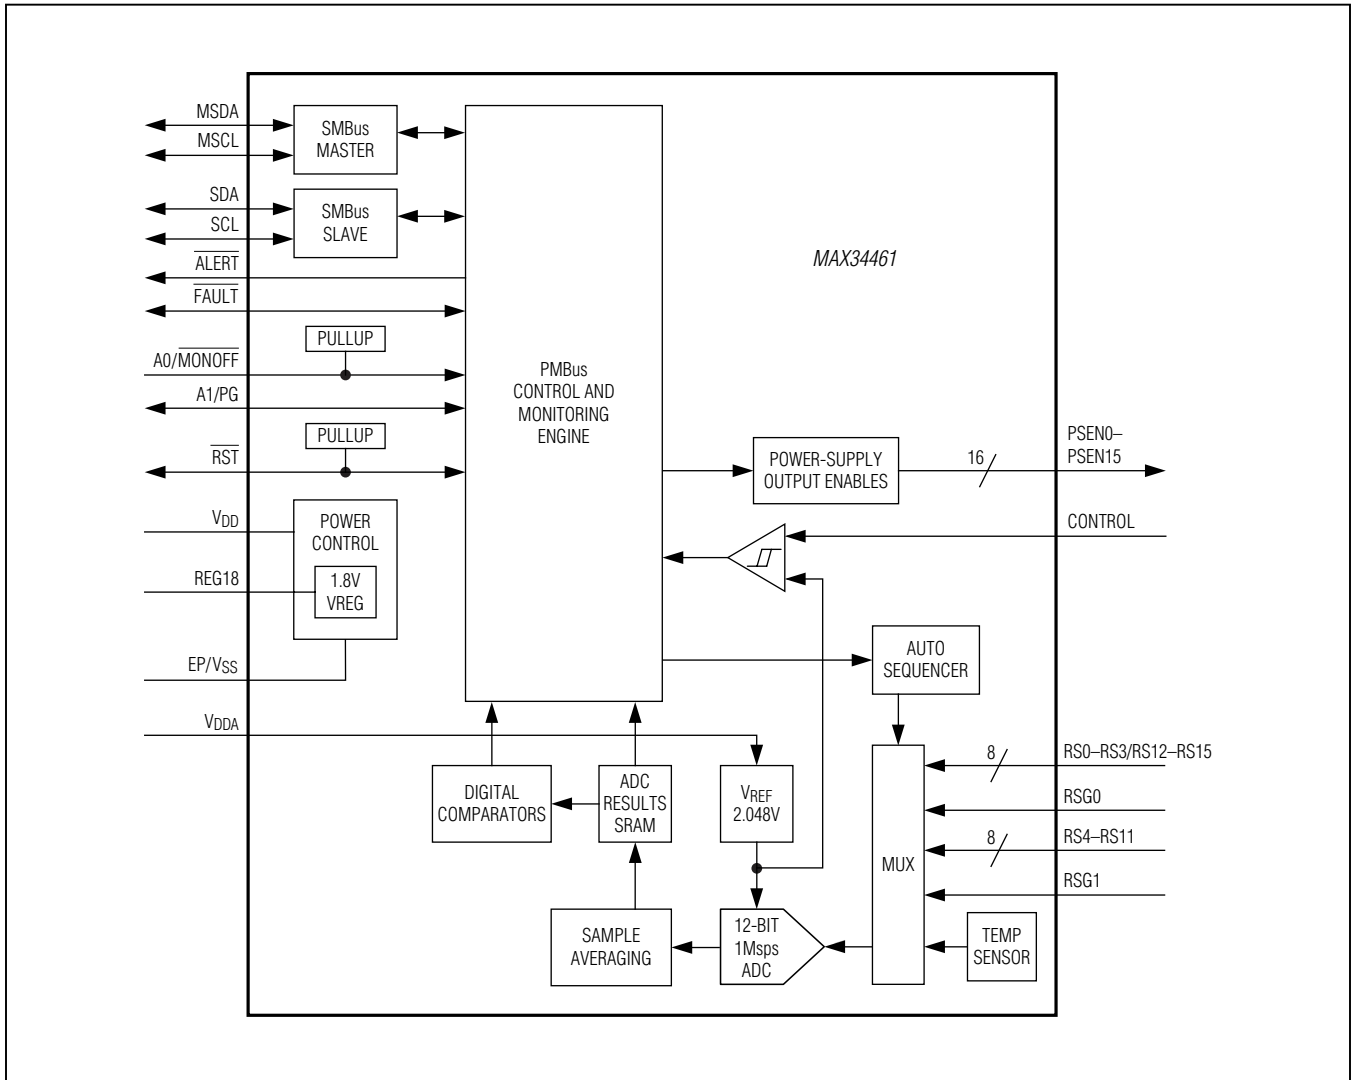 MSDA
MSCL
SMBus
MASTER
SDA
SCL
SMBus
SLAVE
ALERT
FAULT
PULLUP
A0/MONOFF
A1/PG
PULLUP
RST
VDD
POWER
CONTROL
REG18
1.8V
VREG
EP/VSS
VDDA
PMBus
CONTROL AND
MONITORING
ENGINE
MAX34461
POWER-SUPPLY
OUTPUT ENABLES
16
PSEN0–
PSEN15
CONTROL
AUTO
SEQUENCER
DIGITAL
COMPARATORS
ADC
RESULTS
SRAM
VREF
2.048V
MUX
8
RS0–RS3/RS12–RS15
RSG0
8
RS4–RS11
RSG1
SAMPLE
AVERAGING
12-BIT
1Msps
ADC
TEMP
SENSOR